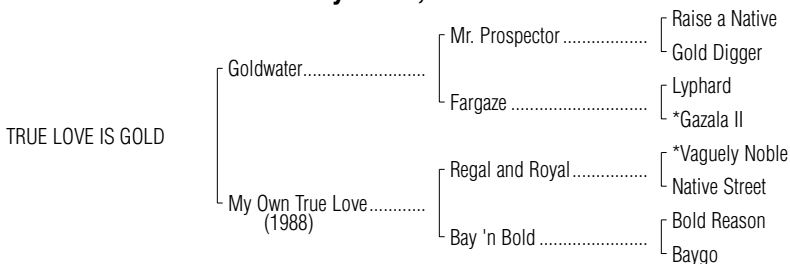 Raise a Native
Mr. Prospector ....................
Gold Digger
Goldwater..........................
Lyphard
Fargaze .............................
*Gazala II
TRUE LOVE IS GOLD
*Vaguely Noble
Regal and Royal................
Native Street
My Own True Love............
(1988)
Bold Reason
Bay 'n Bold .......................
Baygo